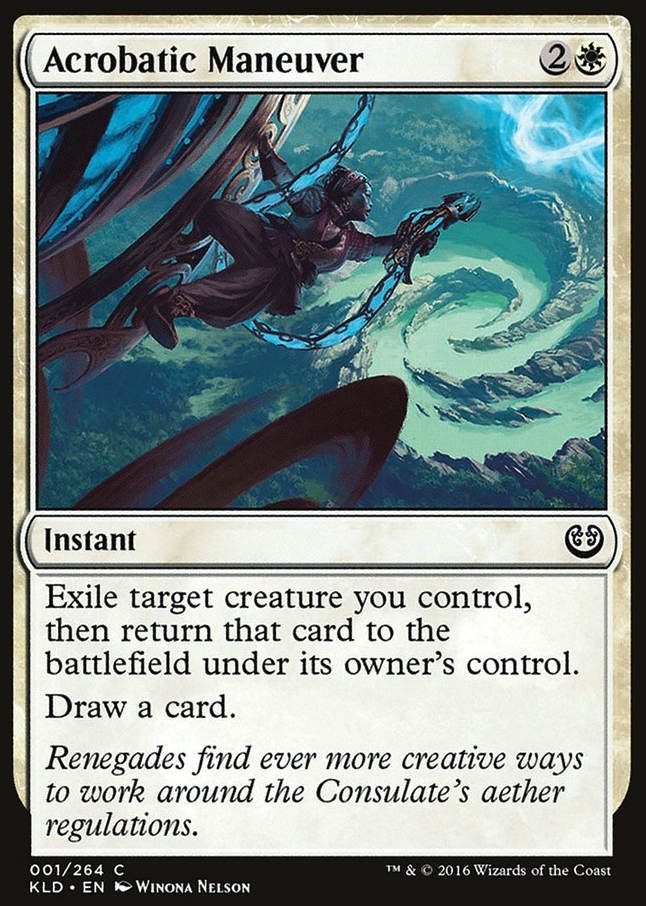 Acrobatic Maneuver 2
Instant
Exile target creature you control,
then return that card to the
battlefield under its owner's control.
Draw a card.
Renegades find ever more creative ways
to work around the Consulate's aether
regulations.
001/264 C
KLD • EN Winona Nelson
™ & © 2016 Wizards of the Coast